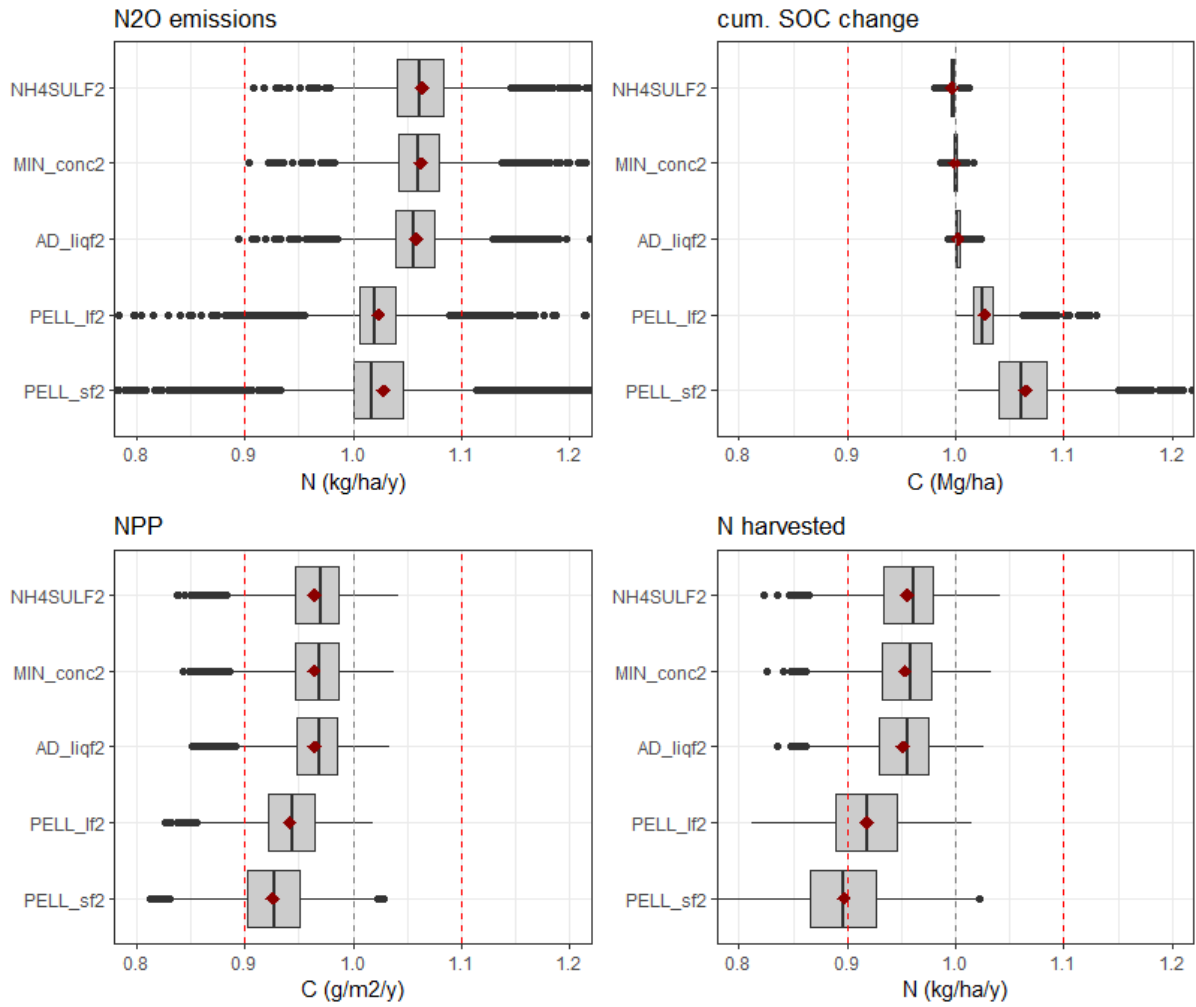 N2O emissions
NH4SULF2
MIN_conc2
AD_liqf2
PELL_lf2
PELL_sf2
0.8 0.9 1.0 1.1 1.2
N (kg/ha/y)
cum. SOC change
NH4SULF2
MIN_conc2
AD_liqf2
PELL_lf2
PELL_sf2
0.8 0.9 1.0 1.1 1.2
C (Mg/ha)
NPP
NH4SULF2
MIN_conc2
AD_liqf2
PELL_lf2
PELL_sf2
0.8 0.9 1.0 1.1 1.2
C (g/m2/y)
N harvested
NH4SULF2
MIN_conc2
AD_liqf2
PELL_lf2
PELL_sf2
0.8 0.9 1.0 1.1 1.2
N (kg/ha/y)